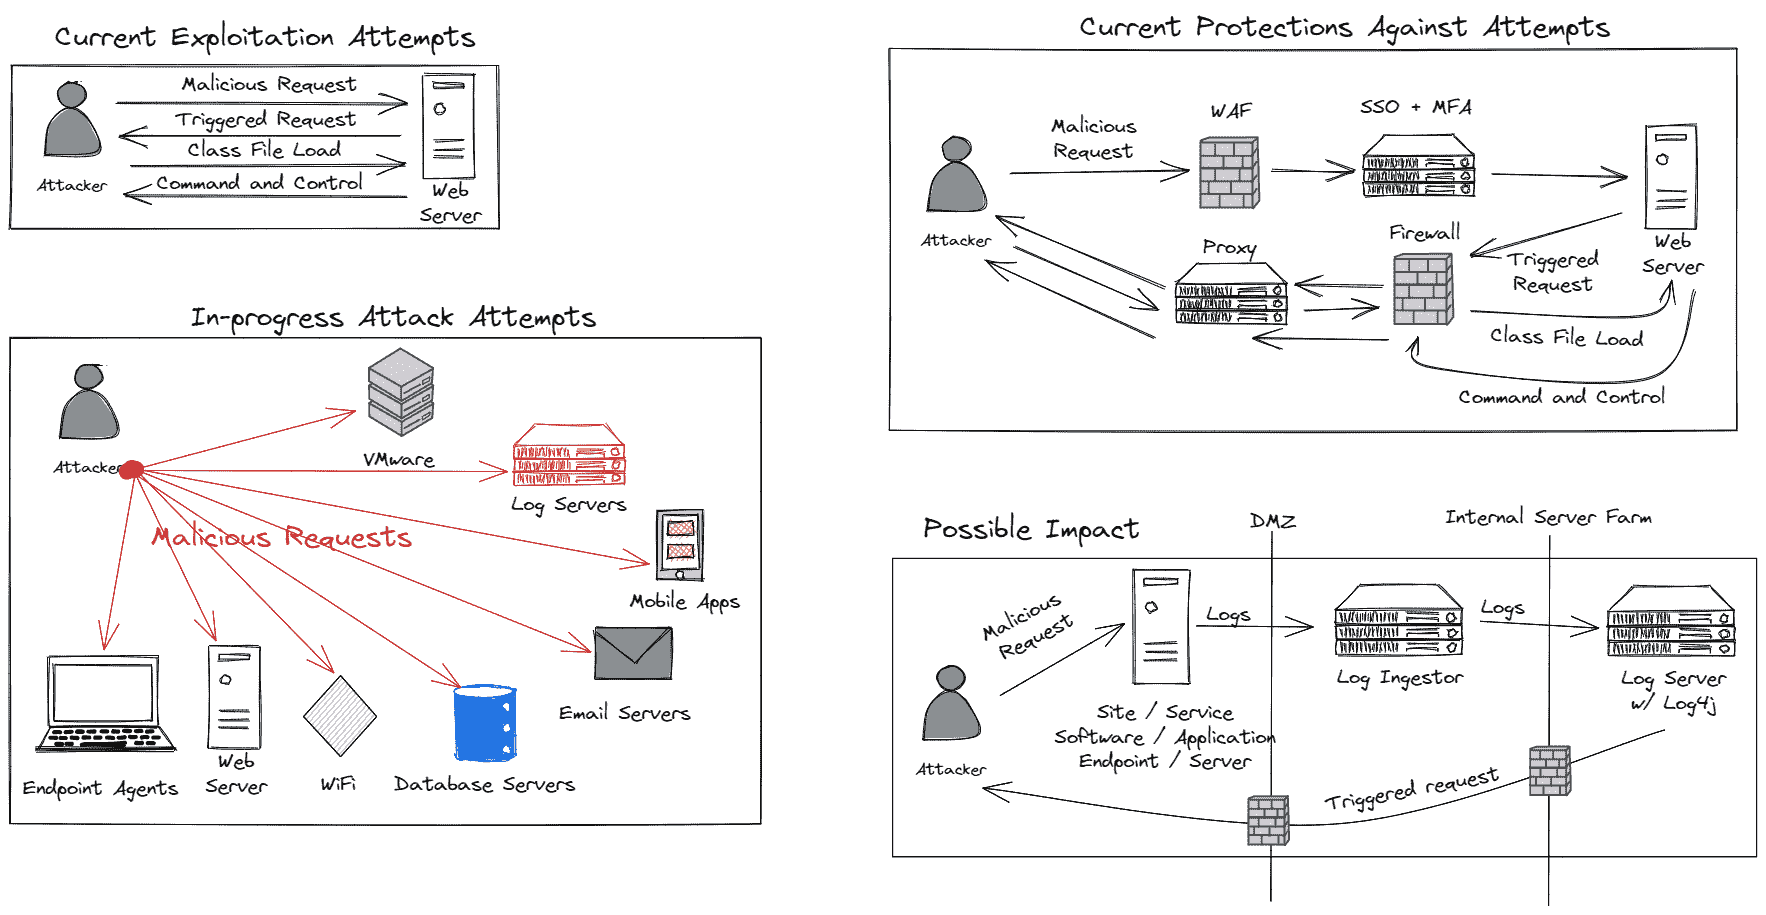 Current Exploitation Attempts
Malicious Request
Triggered Request
Class File Load
Command and Control
Attacker
Web
Server
Current Protections Against Attempts
Malicious
Request
WAF
SSO + MFA
Attacker
Proxy
Firewall
Web
Server
Triggered
Request
Class File Load
Command and Control
In-progress Attack Attempts
Attacker
VMware
Log Servers
Malicious Requests
Mobile Apps
Email Servers
Endpoint Agents
Web
Server
WiFi
Database Servers
Possible Impact
DMZ
Internal Server Farm
Malicious
Request
Logs
Logs
Attacker
Site / Service
Software / Application
Endpoint / Server
Log Ingestor
Log Server
w/ Log4j
Triggered request